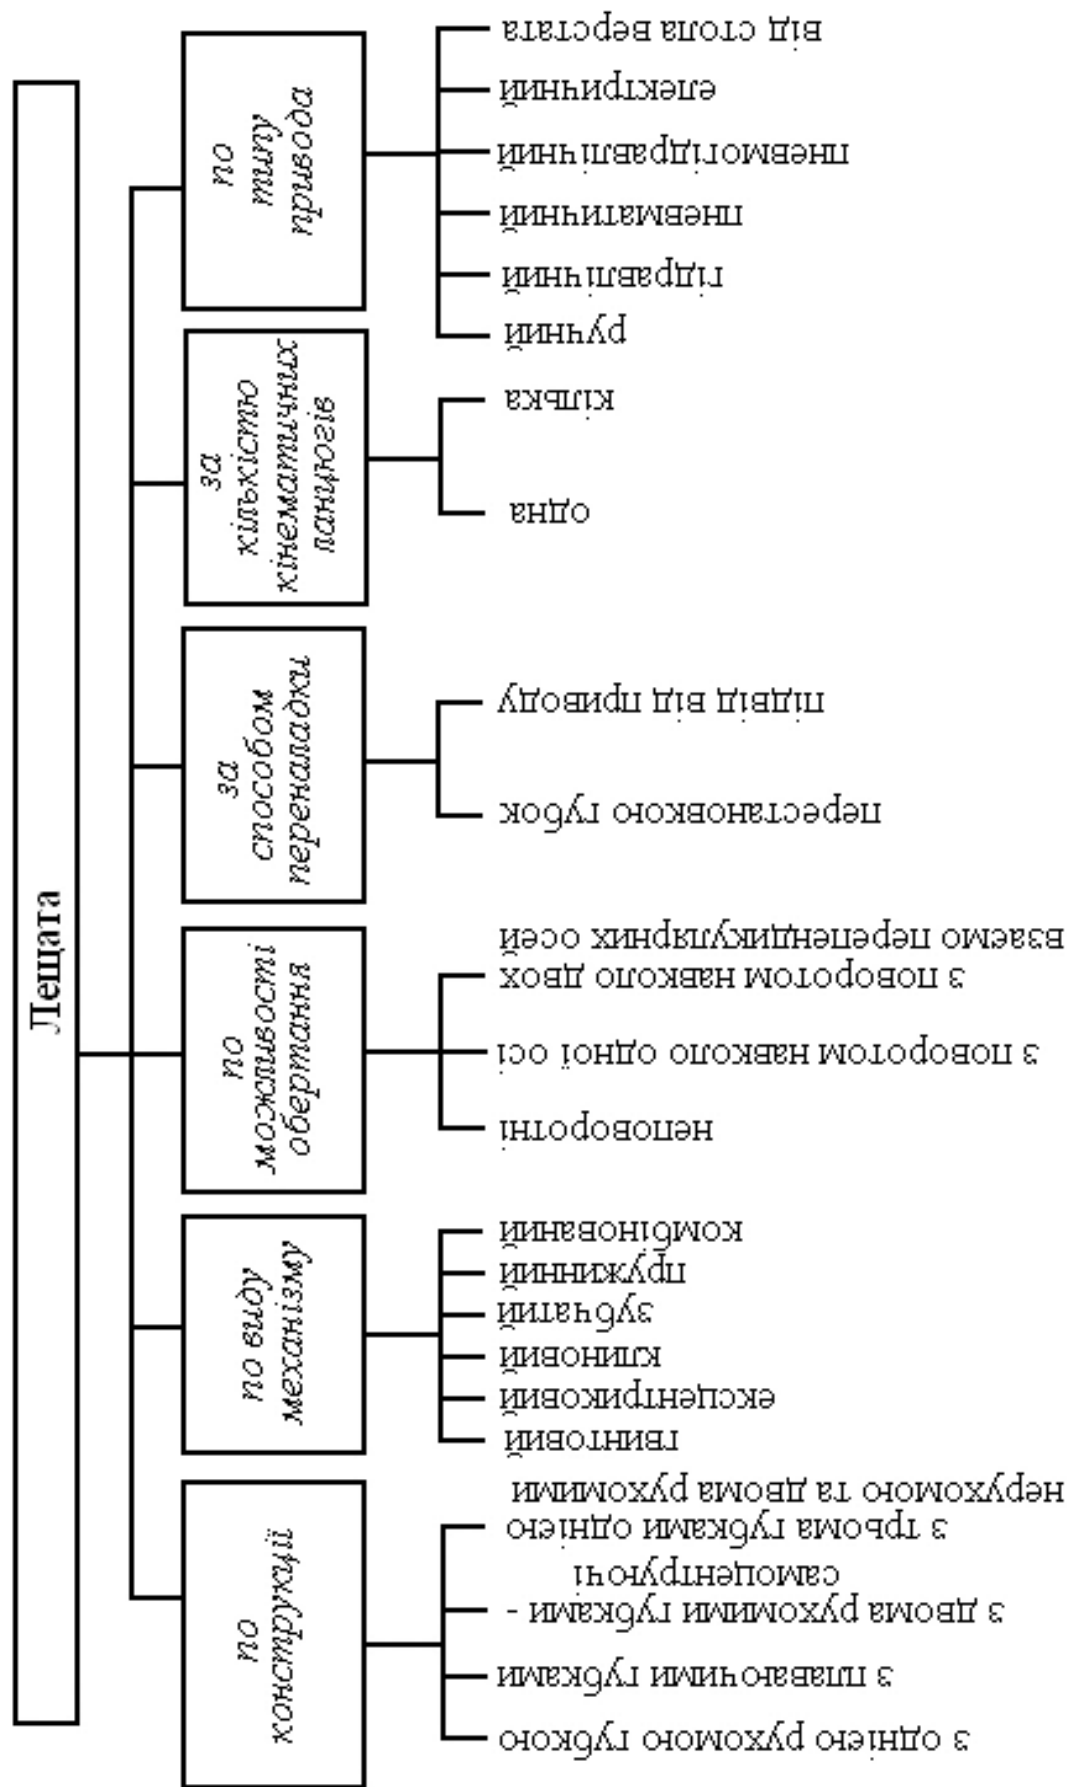 Лещата
по
конструкції
з однією рухомою губкою
з плаваючими губками
з двома рухомими губками -
самоцентруючі
з трьома губками однією
нерухомою та двома рухомими
по виду
механізму
гвинтовий
ексцентриковий
клиновий
зубчатий
пружинний
комбінований
по
можливості
обертання
неповоротні
з поворотом навколо одної осі
з поворотом навколо двох
взаємо перепендикулярних осей
за
способом
переналадки
перестановкою губок
підвід від приводу
за
кількістю
кінематичних
ланцюгів
одна
кілька
по
типу
привода
ручний
гідравлічний
пневматичний
пневмогідравлічний
електричний
від стола верстата